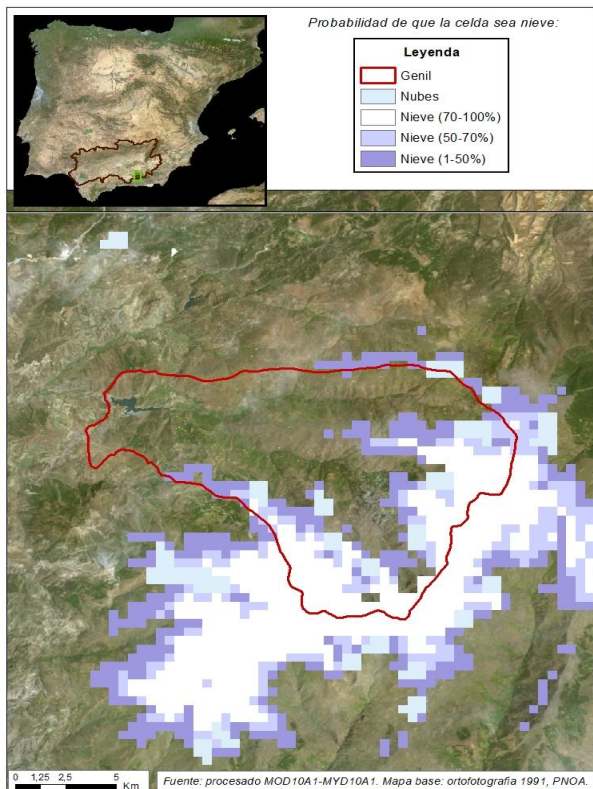 Probabilidad de que la celda sea nieve:
Leyenda
Genil
Nubes
Nieve (70-100%)
Nieve (50-70%)
Nieve (1-50%)
0 1,25 2,5 5
Km
Fuente: procesado MOD10A1-MYD10A1. Mapa base: ortofotografia 1991, PNOA.